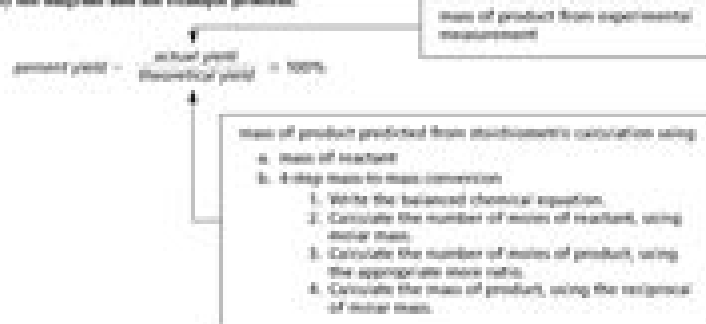 the diagram and the example problem.
mass of product from experimental
measurement
percent yield = actual yield / theoretical yield × 100%
mass of product predicted from stoichiometric calculation using
a. mass of reactant
b. 4-step mass-to-mass conversion
1. Write the balanced chemical equation.
2. Calculate the number of moles of reactant, using
molar mass.
3. Calculate the number of moles of product, using
the appropriate mole ratio.
4. Calculate the mass of product, using the reciprocal
of molar mass.